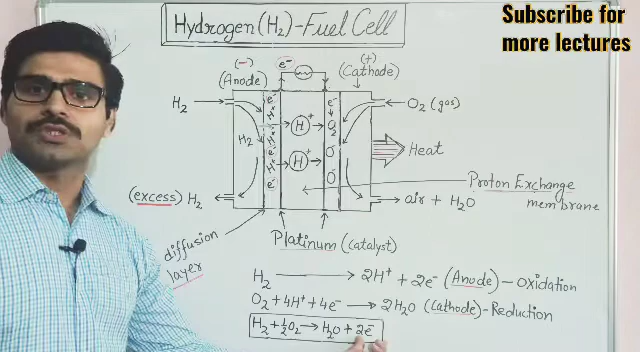 Subscribe for
more lectures
Hydrogen (H₂) - Fuel Cell
(-)
(Anode)
e⁻
(+)
(Cathode)
H₂
O₂ (gas)
e⁻
e⁻
H₂
H⁺
O₂
Heat
e⁻
H⁺
O⁻
e⁻
O⁻
Proton Exchange
membrane
(excess) H₂
air + H₂O
diffusion
layer
Platinum (catalyst)
H₂ → 2H⁺ + 2e⁻ (Anode) - Oxidation
O₂ + 4H⁺ + 4e⁻ → 2H₂O (Cathode) - Reduction
H₂ + ½O₂ → H₂O + 2e⁻